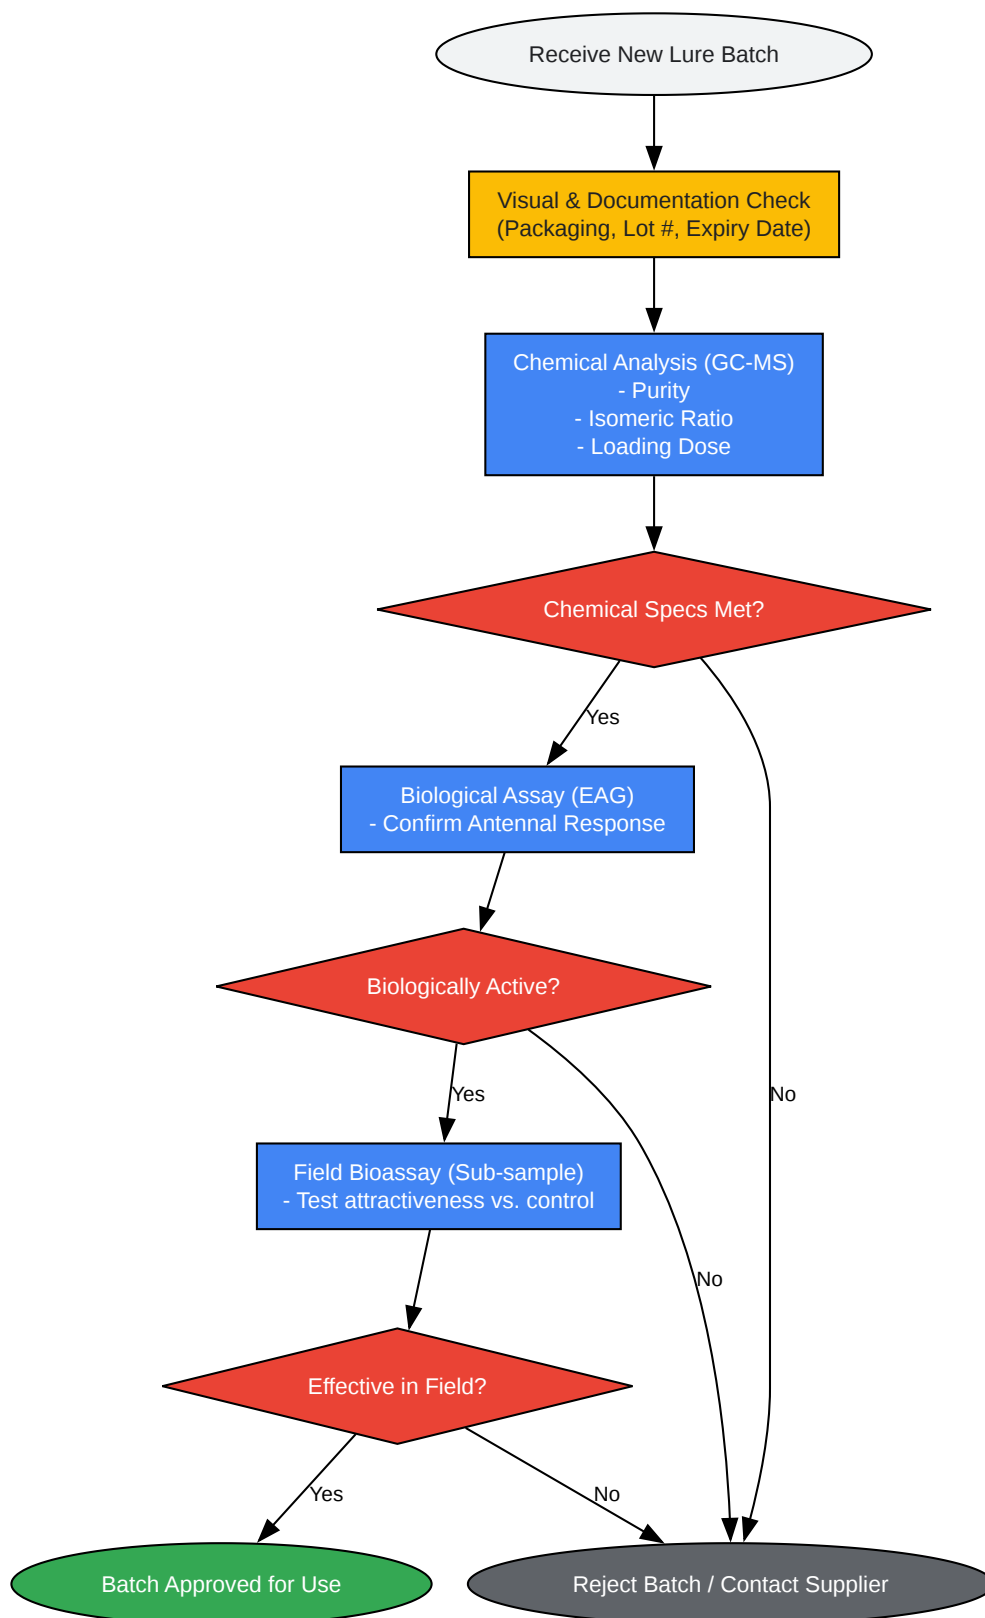 Receive New Lure Batch
Visual & Documentation Check
(Packaging, Lot #, Expiry Date)
Chemical Analysis (GC-MS)
- Purity
- Isomeric Ratio
- Loading Dose
Chemical Specs Met?
Yes
Biological Assay (EAG)
- Confirm Antennal Response
Biologically Active?
Yes
No
Field Bioassay (Sub-sample)
- Test attractiveness vs. control
No
Effective in Field?
Yes
No
Batch Approved for Use
Reject Batch / Contact Supplier